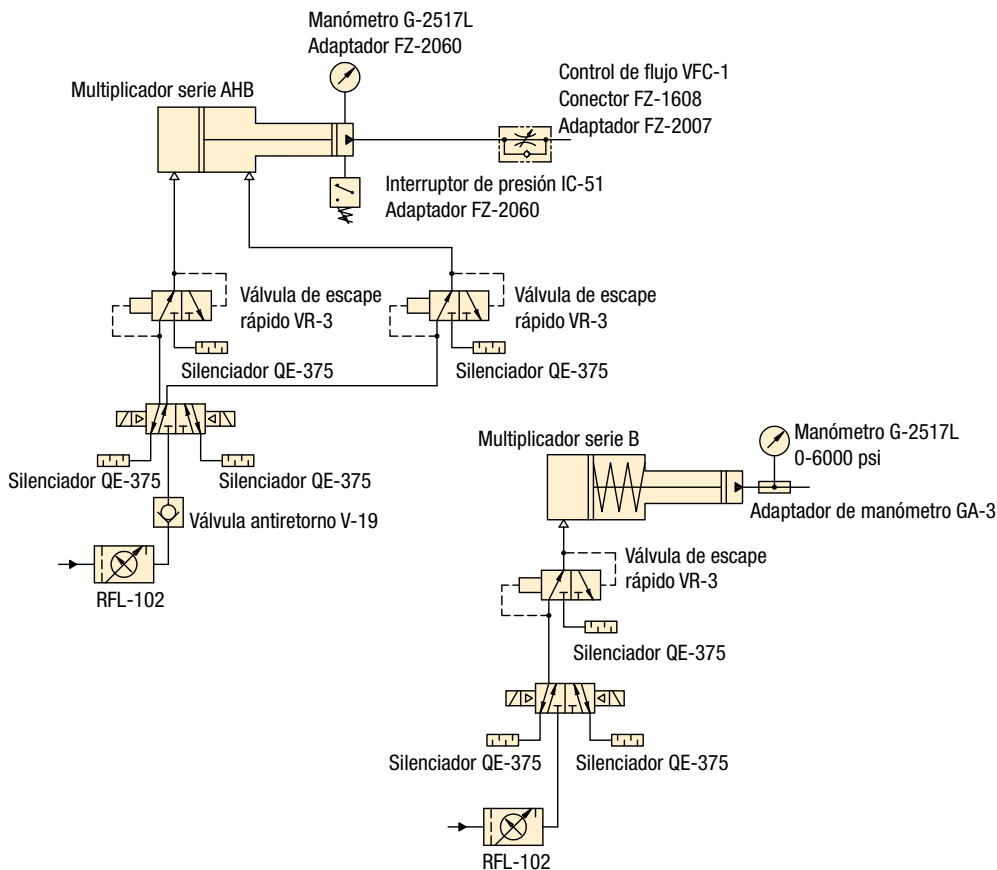 Manómetro G-2517L
Adaptador FZ-2060
Multiplicador serie AHB
Control de flujo VFC-1
Conector FZ-1608
Adaptador FZ-2007
Interruptor de presión IC-51
Adaptador FZ-2060
Válvula de escape
rápido VR-3
Válvula de escape
rápido VR-3
Silenciador QE-375
Silenciador QE-375
Silenciador QE-375
Silenciador QE-375
Válvula antiretorno V-19
RFL-102
Multiplicador serie B
Manómetro G-2517L
0-6000 psi
Adaptador de manómetro GA-3
Válvula de escape
rápido VR-3
Silenciador QE-375
Silenciador QE-375
Silenciador QE-375
RFL-102